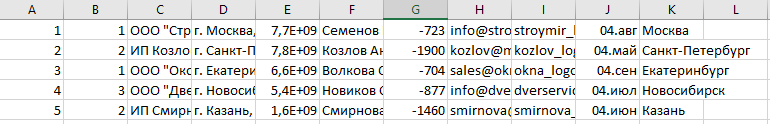 A B C D E F G H I J K L
1 1 ООО "Стр г. Москва, 7,7E+09 Семенов -723 info@stro stroymir_ 04.авг Москва
2 2 ИП Козло г. Санкт-П 7,8E+09 Козлов Ан -1900 kozlov@m kozlov_log 04.май Санкт-Петербург
3 1 ООО "Окс г. Екатери 6,6E+09 Волкова С -704 sales@okn okna_logo 04.сен Екатеринбург
4 3 ООО "Две г. Новосиб 5,4E+09 Новиков С -877 info@dve dverservic 04.июл Новосибирск
5 2 ИП Смирн г. Казань, 1,6E+09 Смирнова -1460 smirnova@ smirnova_ 04.июн Казань